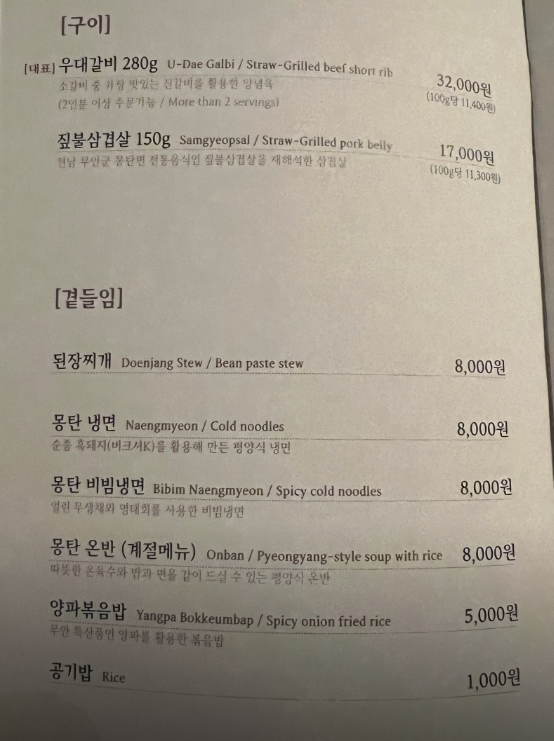 [구이]
[대표] 우대갈비 280g U-Dae Galbi / Straw-Grilled beef short rib 32,000원
소갈비 중 가장 맛있는 진갈비를 활용한 양념육 (100g당 11,400원)
(2인분 이상 주문가능 / More than 2 servings)
짚불삼겹살 150g Samgyeopsal / Straw-Grilled pork belly 17,000원
전남 무안군 몽탄면 전통음식인 짚불삼겹살을 재해석한 삼겹살 (100g당 11,300원)
[곁들임]
된장찌개 Doenjang Stew / Bean paste stew 8,000원
몽탄 냉면 Naengmyeon / Cold noodles 8,000원
순종 흑돼지(버크셔K)를 활용해 만든 평양식 냉면
몽탄 비빔냉면 Bibim Naengmyeon / Spicy cold noodles 8,000원
얼린 무생채와 명태회를 사용한 비빔냉면
몽탄 온반 (계절메뉴) Onban / Pyeongyang-style soup with rice 8,000원
따뜻한 온육수와 밥과 면을 같이 드실 수 있는 평양식 온반
양파볶음밥 Yangpa Bokkeumbap / Spicy onion fried rice 5,000원
무안 특산품인 양파를 활용한 볶음밥
공기밥 Rice 1,000원